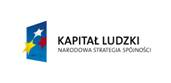 KAPITAŁ LUDZKI
NARODOWA STRATEGIA SPÓJNOŚCI